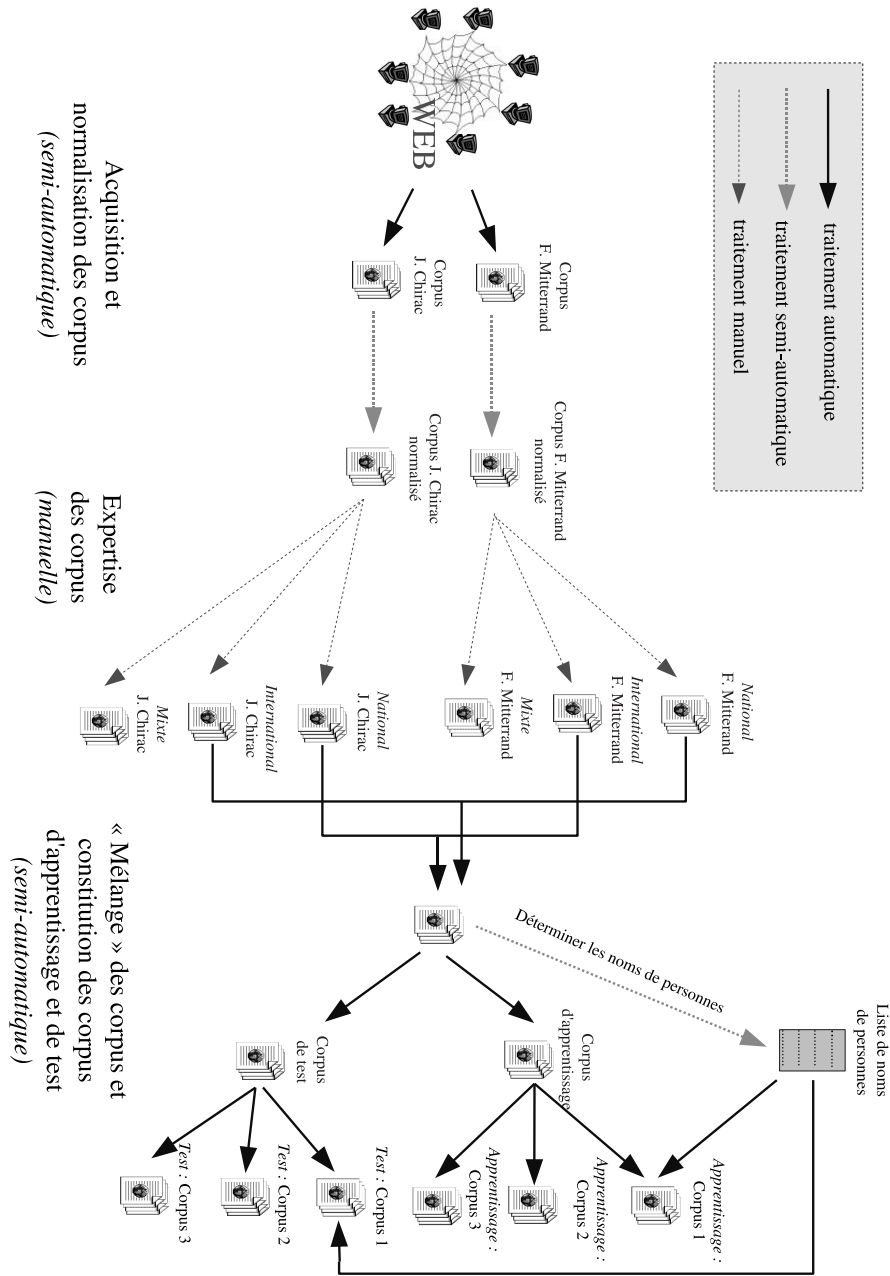 traitement automatique
traitement semi-automatique
traitement manuel
WEB
Corpus
F. Mitterrand
Corpus
J. Chirac
Corpus F. Mitterrand
normalisé
Corpus J. Chirac
normalisé
National
F. Mitterrand
International
F. Mitterrand
Mixte
F. Mitterrand
National
J. Chirac
International
J. Chirac
Mixte
J. Chirac
Déterminer les noms de personnes
Liste de noms
de personnes
Corpus
d'apprentissage
Corpus
de test
Apprentissage :
Corpus 1
Apprentissage :
Corpus 2
Apprentissage :
Corpus 3
Test : Corpus 1
Test : Corpus 2
Test : Corpus 3
Acquisition et
normalisation des corpus
(semi-automatique)
Expertise
des corpus
(manuelle)
« Mélange » des corpus et
constitution des corpus
d'apprentissage et de test
(semi-automatique)